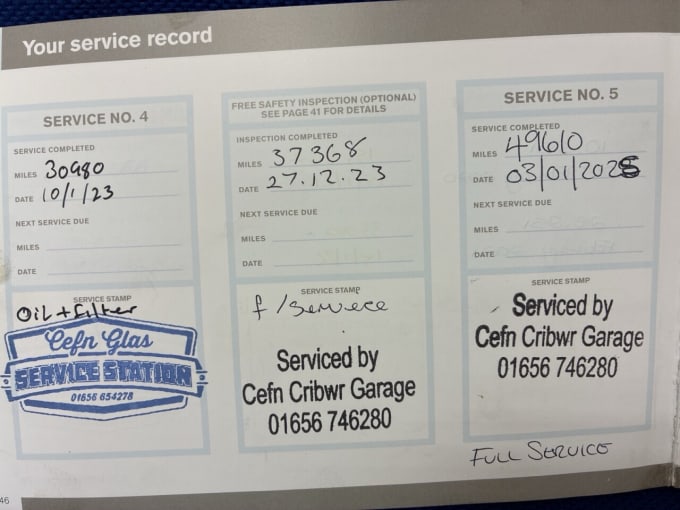 Your service record
SERVICE NO. 4
SERVICE COMPLETED
MILES 30980
DATE 10/1/23
NEXT SERVICE DUE
MILES
DATE
SERVICE STAMP
Oil + filter
Cefn Glas
SERVICE STATION
01656 654278
FREE SAFETY INSPECTION (OPTIONAL)
SEE PAGE 41 FOR DETAILS
INSPECTION COMPLETED
MILES 37368
DATE 27.12.23
NEXT SERVICE DUE
MILES
DATE
SERVICE STAMP
f/service
Serviced by
Cefn Cribwr Garage
01656 746280
SERVICE NO. 5
SERVICE COMPLETED
MILES 49610
DATE 03/01/2025
NEXT SERVICE DUE
MILES
DATE
SERVICE STAMP
Serviced by
Cefn Cribwr Garage
01656 746280
FULL SERVICE
46